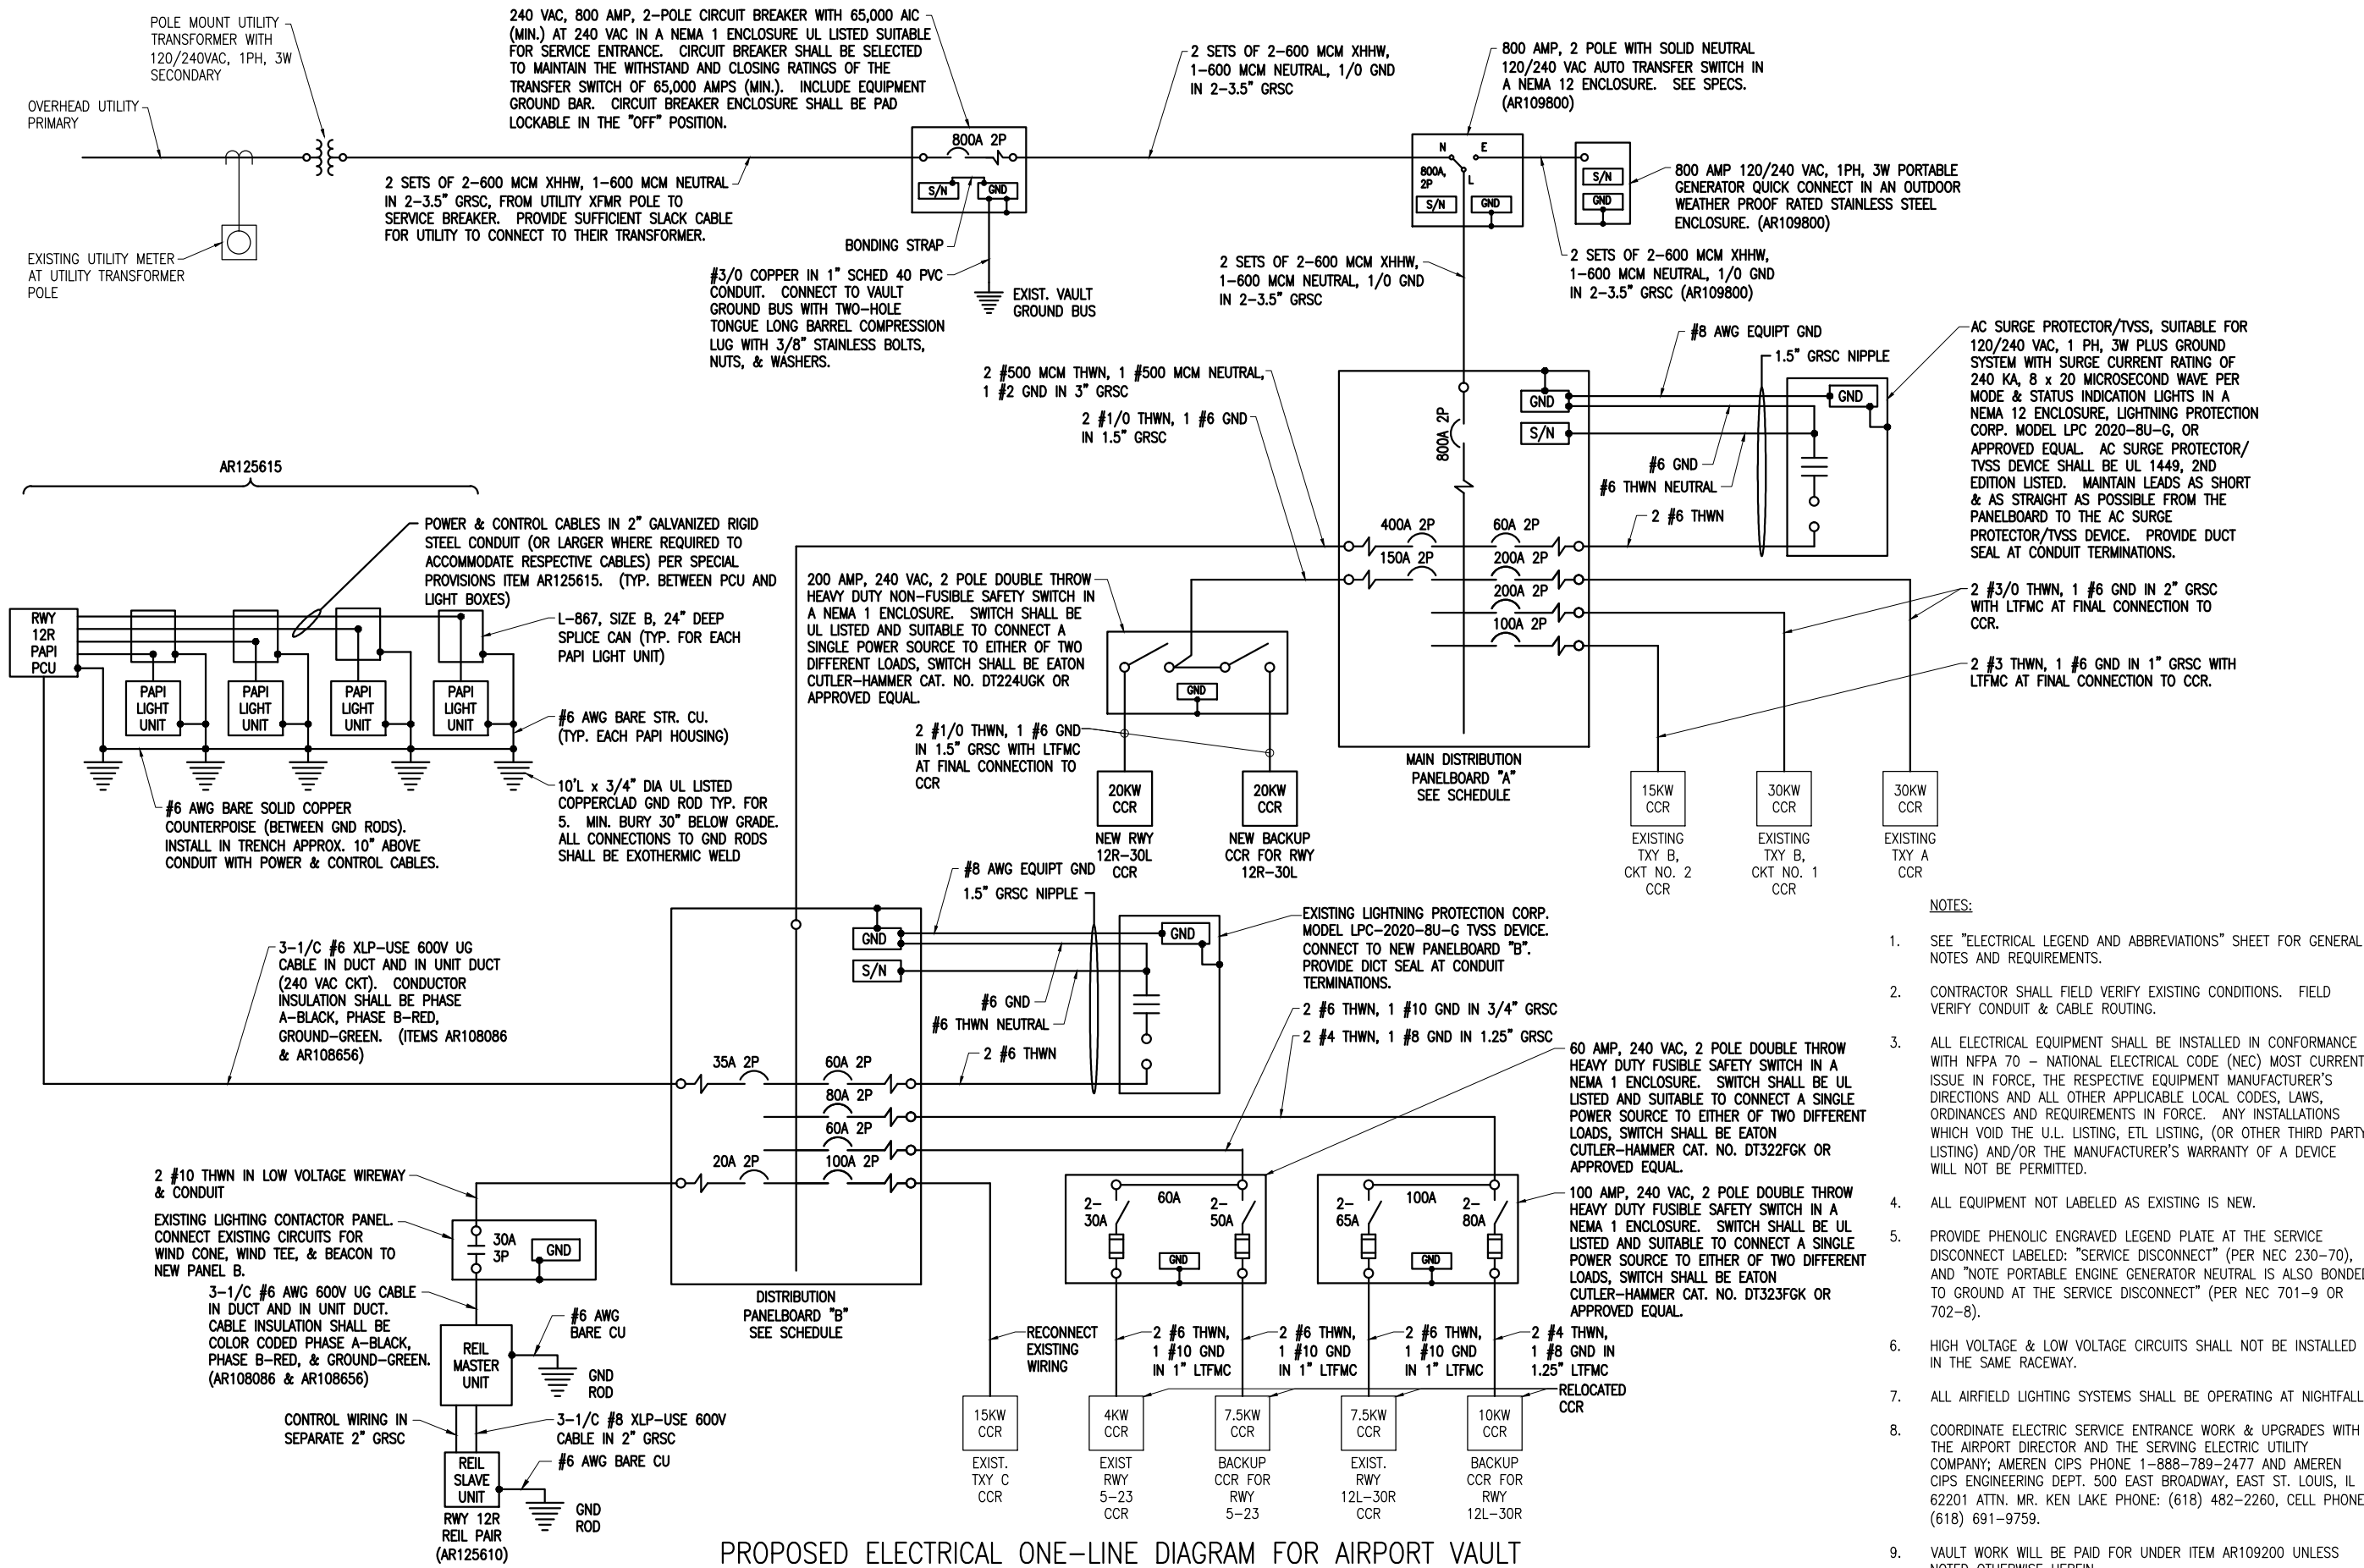 POLE MOUNT UTILITY
TRANSFORMER WITH
120/240VAC, 1PH, 3W
SECONDARY
OVERHEAD UTILITY
PRIMARY
EXISTING UTILITY METER
AT UTILITY TRANSFORMER
POLE
240 VAC, 800 AMP, 2-POLE CIRCUIT BREAKER WITH 65,000 AIC
(MIN.) AT 240 VAC IN A NEMA 1 ENCLOSURE UL LISTED SUITABLE
FOR SERVICE ENTRANCE. CIRCUIT BREAKER SHALL BE SELECTED
TO MAINTAIN THE WITHSTAND AND CLOSING RATINGS OF THE
TRANSFER SWITCH OF 65,000 AMPS (MIN.). INCLUDE EQUIPMENT
GROUND BAR. CIRCUIT BREAKER ENCLOSURE SHALL BE PAD
LOCKABLE IN THE "OFF" POSITION.
2 SETS OF 2-600 MCM XHHW, 1-600 MCM NEUTRAL
IN 2-3.5" GRSC, FROM UTILITY XFMR POLE TO
SERVICE BREAKER. PROVIDE SUFFICIENT SLACK CABLE
FOR UTILITY TO CONNECT TO THEIR TRANSFORMER.
800A 2P
S/N
GND
BONDING STRAP
#3/0 COPPER IN 1" SCHED 40 PVC
CONDUIT. CONNECT TO VAULT
GROUND BUS WITH TWO-HOLE
TONGUE LONG BARREL COMPRESSION
LUG WITH 3/8" STAINLESS BOLTS,
NUTS, & WASHERS.
EXIST. VAULT
GROUND BUS
2 SETS OF 2-600 MCM XHHW,
1-600 MCM NEUTRAL, 1/0 GND
IN 2-3.5" GRSC
800 AMP, 2 POLE WITH SOLID NEUTRAL
120/240 VAC AUTO TRANSFER SWITCH IN
A NEMA 12 ENCLOSURE. SEE SPECS.
(AR109800)
N
E
L
800A,
2P
S/N
GND
S/N
GND
800 AMP 120/240 VAC, 1PH, 3W PORTABLE
GENERATOR QUICK CONNECT IN AN OUTDOOR
WEATHER PROOF RATED STAINLESS STEEL
ENCLOSURE. (AR109800)
2 SETS OF 2-600 MCM XHHW,
1-600 MCM NEUTRAL, 1/0 GND
IN 2-3.5" GRSC
2 SETS OF 2-600 MCM XHHW,
1-600 MCM NEUTRAL, 1/0 GND
IN 2-3.5" GRSC (AR109800)
2 #500 MCM THWN, 1 #500 MCM NEUTRAL,
1 #2 GND IN 3" GRSC
2 #1/0 THWN, 1 #6 GND
IN 1.5" GRSC
#8 AWG EQUIPT GND
1.5" GRSC NIPPLE
GND
S/N
GND
800A 2P
#6 GND
#6 THWN NEUTRAL
2 #6 THWN
400A 2P
60A 2P
150A 2P
200A 2P
200A 2P
100A 2P
MAIN DISTRIBUTION
PANELBOARD "A"
SEE SCHEDULE
AC SURGE PROTECTOR/TVSS, SUITABLE FOR
120/240 VAC, 1 PH, 3W PLUS GROUND
SYSTEM WITH SURGE CURRENT RATING OF
240 KA, 8 x 20 MICROSECOND WAVE PER
MODE & STATUS INDICATION LIGHTS IN A
NEMA 12 ENCLOSURE, LIGHTNING PROTECTION
CORP. MODEL LPC 2020-8U-G, OR
APPROVED EQUAL. AC SURGE PROTECTOR/
TVSS DEVICE SHALL BE UL 1449, 2ND
EDITION LISTED. MAINTAIN LEADS AS SHORT
& AS STRAIGHT AS POSSIBLE FROM THE
PANELBOARD TO THE AC SURGE
PROTECTOR/TVSS DEVICE. PROVIDE DUCT
SEAL AT CONDUIT TERMINATIONS.
2 #3/0 THWN, 1 #6 GND IN 2" GRSC
WITH LTFMC AT FINAL CONNECTION TO
CCR.
2 #3 THWN, 1 #6 GND IN 1" GRSC WITH
LTFMC AT FINAL CONNECTION TO CCR.
15KW
CCR
EXISTING
TXY B,
CKT NO. 2
CCR
30KW
CCR
EXISTING
TXY B,
CKT NO. 1
CCR
30KW
CCR
EXISTING
TXY A
CCR
200 AMP, 240 VAC, 2 POLE DOUBLE THROW
HEAVY DUTY NON-FUSIBLE SAFETY SWITCH IN
A NEMA 1 ENCLOSURE. SWITCH SHALL BE
UL LISTED AND SUITABLE TO CONNECT A
SINGLE POWER SOURCE TO EITHER OF TWO
DIFFERENT LOADS, SWITCH SHALL BE EATON
CUTLER-HAMMER CAT. NO. DT224UGK OR
APPROVED EQUAL.
GND
2 #1/0 THWN, 1 #6 GND
IN 1.5" GRSC WITH LTFMC
AT FINAL CONNECTION TO
CCR
20KW
CCR
NEW RWY
12R-30L
CCR
20KW
CCR
NEW BACKUP
CCR FOR RWY
12R-30L
AR125615
POWER & CONTROL CABLES IN 2" GALVANIZED RIGID
STEEL CONDUIT (OR LARGER WHERE REQUIRED TO
ACCOMMODATE RESPECTIVE CABLES) PER SPECIAL
PROVISIONS ITEM AR125615. (TYP. BETWEEN PCU AND
LIGHT BOXES)
RWY
12R
PAPI
PCU
PAPI
LIGHT
UNIT
PAPI
LIGHT
UNIT
PAPI
LIGHT
UNIT
PAPI
LIGHT
UNIT
L-867, SIZE B, 24" DEEP
SPLICE CAN (TYP. FOR EACH
PAPI LIGHT UNIT)
#6 AWG BARE STR. CU.
(TYP. EACH PAPI HOUSING)
#6 AWG BARE SOLID COPPER
COUNTERPOISE (BETWEEN GND RODS).
INSTALL IN TRENCH APPROX. 10" ABOVE
CONDUIT WITH POWER & CONTROL CABLES.
10'L x 3/4" DIA UL LISTED
COPPERCLAD GND ROD TYP. FOR
5. MIN. BURY 30" BELOW GRADE.
ALL CONNECTIONS TO GND RODS
SHALL BE EXOTHERMIC WELD
3-1/C #6 XLP-USE 600V UG
CABLE IN DUCT AND IN UNIT DUCT
(240 VAC CKT). CONDUCTOR
INSULATION SHALL BE PHASE
A-BLACK, PHASE B-RED,
GROUND-GREEN. (ITEMS AR108086
& AR108656)
#8 AWG EQUIPT GND
1.5" GRSC NIPPLE
GND
S/N
GND
#6 GND
#6 THWN NEUTRAL
2 #6 THWN
EXISTING LIGHTNING PROTECTION CORP.
MODEL LPC-2020-8U-G TVSS DEVICE.
CONNECT TO NEW PANELBOARD "B".
PROVIDE DICT SEAL AT CONDUIT
TERMINATIONS.
2 #6 THWN, 1 #10 GND IN 3/4" GRSC
2 #4 THWN, 1 #8 GND IN 1.25" GRSC
35A 2P
60A 2P
80A 2P
60A 2P
20A 2P
100A 2P
DISTRIBUTION
PANELBOARD "B"
SEE SCHEDULE
60 AMP, 240 VAC, 2 POLE DOUBLE THROW
HEAVY DUTY FUSIBLE SAFETY SWITCH IN A
NEMA 1 ENCLOSURE. SWITCH SHALL BE UL
LISTED AND SUITABLE TO CONNECT A SINGLE
POWER SOURCE TO EITHER OF TWO DIFFERENT
LOADS, SWITCH SHALL BE EATON
CUTLER-HAMMER CAT. NO. DT322FGK OR
APPROVED EQUAL.
100 AMP, 240 VAC, 2 POLE DOUBLE THROW
HEAVY DUTY FUSIBLE SAFETY SWITCH IN A
NEMA 1 ENCLOSURE. SWITCH SHALL BE UL
LISTED AND SUITABLE TO CONNECT A SINGLE
POWER SOURCE TO EITHER OF TWO DIFFERENT
LOADS, SWITCH SHALL BE EATON
CUTLER-HAMMER CAT. NO. DT323FGK OR
APPROVED EQUAL.
2 #10 THWN IN LOW VOLTAGE WIREWAY
& CONDUIT
EXISTING LIGHTING CONTACTOR PANEL.
CONNECT EXISTING CIRCUITS FOR
WIND CONE, WIND TEE, & BEACON TO
NEW PANEL B.
30A
3P
GND
3-1/C #6 AWG 600V UG CABLE
IN DUCT AND IN UNIT DUCT.
CABLE INSULATION SHALL BE
COLOR CODED PHASE A-BLACK,
PHASE B-RED, & GROUND-GREEN.
(AR108086 & AR108656)
#6 AWG
BARE CU
REIL
MASTER
UNIT
GND
ROD
CONTROL WIRING IN
SEPARATE 2" GRSC
3-1/C #8 XLP-USE 600V
CABLE IN 2" GRSC
#6 AWG BARE CU
REIL
SLAVE
UNIT
GND
ROD
RWY 12R
REIL PAIR
(AR125610)
60A
2-
30A
2-
50A
GND
100A
2-
65A
2-
80A
GND
RECONNECT
EXISTING
WIRING
2 #6 THWN,
1 #10 GND
IN 1" LTFMC
2 #6 THWN,
1 #10 GND
IN 1" LTFMC
2 #6 THWN,
1 #10 GND
IN 1" LTFMC
2 #4 THWN,
1 #8 GND IN
1.25" LTFMC
RELOCATED
CCR
15KW
CCR
EXIST.
TXY C
CCR
4KW
CCR
EXIST
RWY
5-23
CCR
7.5KW
CCR
BACKUP
CCR FOR
RWY
5-23
7.5KW
CCR
EXIST.
RWY
12L-30R
CCR
10KW
CCR
BACKUP
CCR FOR
RWY
12L-30R
PROPOSED ELECTRICAL ONE-LINE DIAGRAM FOR AIRPORT VAULT
NOTES:
1. SEE "ELECTRICAL LEGEND AND ABBREVIATIONS" SHEET FOR GENERAL
NOTES AND REQUIREMENTS.
2. CONTRACTOR SHALL FIELD VERIFY EXISTING CONDITIONS. FIELD
VERIFY CONDUIT & CABLE ROUTING.
3. ALL ELECTRICAL EQUIPMENT SHALL BE INSTALLED IN CONFORMANCE
WITH NFPA 70 - NATIONAL ELECTRICAL CODE (NEC) MOST CURRENT
ISSUE IN FORCE, THE RESPECTIVE EQUIPMENT MANUFACTURER'S
DIRECTIONS AND ALL OTHER APPLICABLE LOCAL CODES, LAWS,
ORDINANCES AND REQUIREMENTS IN FORCE. ANY INSTALLATIONS
WHICH VOID THE U.L. LISTING, ETL LISTING, (OR OTHER THIRD PARTY
LISTING) AND/OR THE MANUFACTURER'S WARRANTY OF A DEVICE
WILL NOT BE PERMITTED.
4. ALL EQUIPMENT NOT LABELED AS EXISTING IS NEW.
5. PROVIDE PHENOLIC ENGRAVED LEGEND PLATE AT THE SERVICE
DISCONNECT LABELED: "SERVICE DISCONNECT" (PER NEC 230-70),
AND "NOTE PORTABLE ENGINE GENERATOR NEUTRAL IS ALSO BONDED
TO GROUND AT THE SERVICE DISCONNECT" (PER NEC 701-9 OR
702-8).
6. HIGH VOLTAGE & LOW VOLTAGE CIRCUITS SHALL NOT BE INSTALLED
IN THE SAME RACEWAY.
7. ALL AIRFIELD LIGHTING SYSTEMS SHALL BE OPERATING AT NIGHTFALL
8. COORDINATE ELECTRIC SERVICE ENTRANCE WORK & UPGRADES WITH
THE AIRPORT DIRECTOR AND THE SERVING ELECTRIC UTILITY
COMPANY; AMEREN CIPS PHONE 1-888-789-2477 AND AMEREN
CIPS ENGINEERING DEPT. 500 EAST BROADWAY, EAST ST. LOUIS, IL
62201 ATTN. MR. KEN LAKE PHONE: (618) 482-2260, CELL PHONE
(618) 691-9759.
9. VAULT WORK WILL BE PAID FOR UNDER ITEM AR109200 UNLESS
NOTED OTHERWISE HEREIN